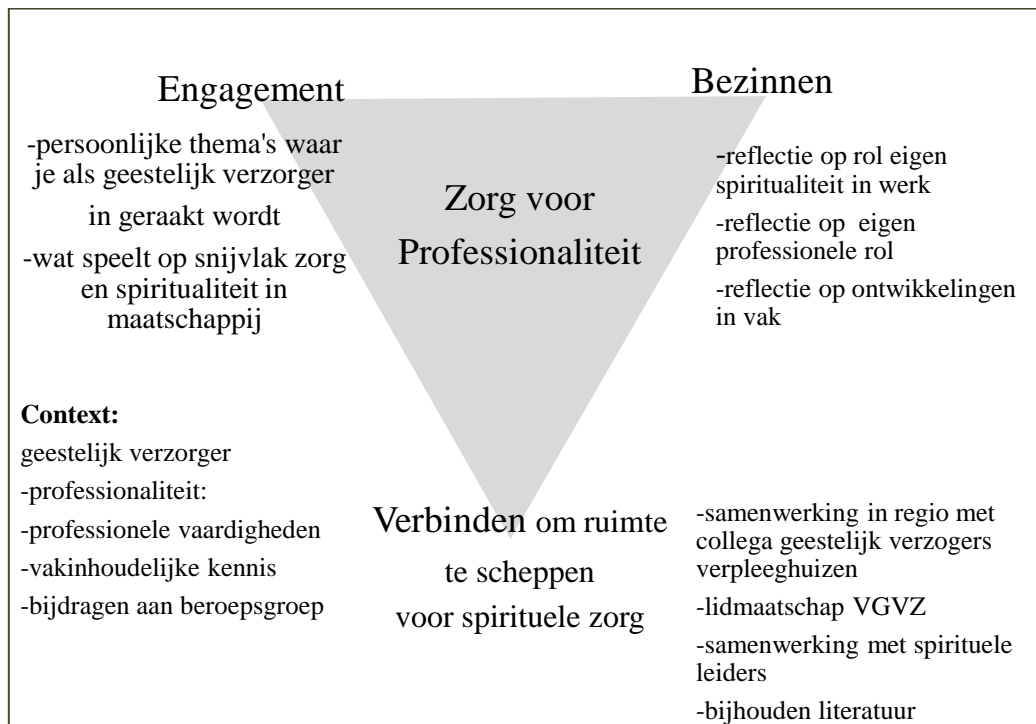 Engagement
-persoonlijke thema's waar
je als geestelijk verzorger
in geraakt wordt
-wat speelt op snijvlak zorg
en spiritualiteit in
maatschappij
Zorg voor
Professionaliteit
Bezinnen
-reflectie op rol eigen
spiritualiteit in werk
-reflectie op eigen
professionele rol
-reflectie op ontwikkelingen
in vak
Context:
geestelijk verzorger
-professionaliteit:
-professionele vaardigheden
-vakinhoudelijke kennis
-bijdragen aan beroepsgroep
Verbinden om ruimte
te scheppen
voor spirituele zorg
-samenwerking in regio met
collega geestelijk verzogers
verpleeghuizen
-lidmaatschap VGVZ
-samenwerking met spirituele
leiders
-bijhouden literatuur